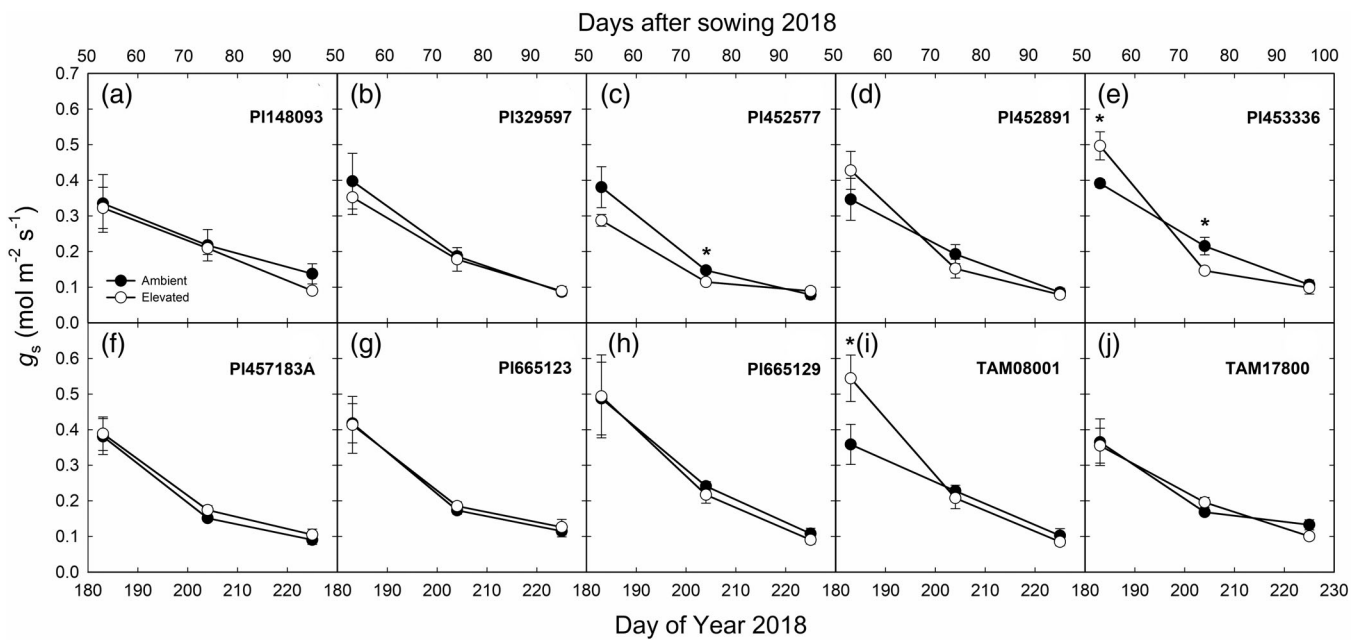 Days after sowing 2018
50 60 70 80 90 50 60 70 80 90 50 60 70 80 90 50 60 70 80 90 50 60 70 80 90 100
0.7
0.6
0.5
0.4
0.3
0.2
0.1
0.0
(a) PI148093
Ambient
Elevated
(b) PI329597
(c) PI452577
*
(d) PI452891
(e) PI453336
*
*
gs (mol m⁻² s⁻¹)
0.6
0.5
0.4
0.3
0.2
0.1
0.0
(f) PI457183A
(g) PI665123
(h) PI665129
*(i) TAM08001
(j) TAM17800
180 190 200 210 220 180 190 200 210 220 180 190 200 210 220 180 190 200 210 220 180 190 200 210 220 230
Day of Year 2018